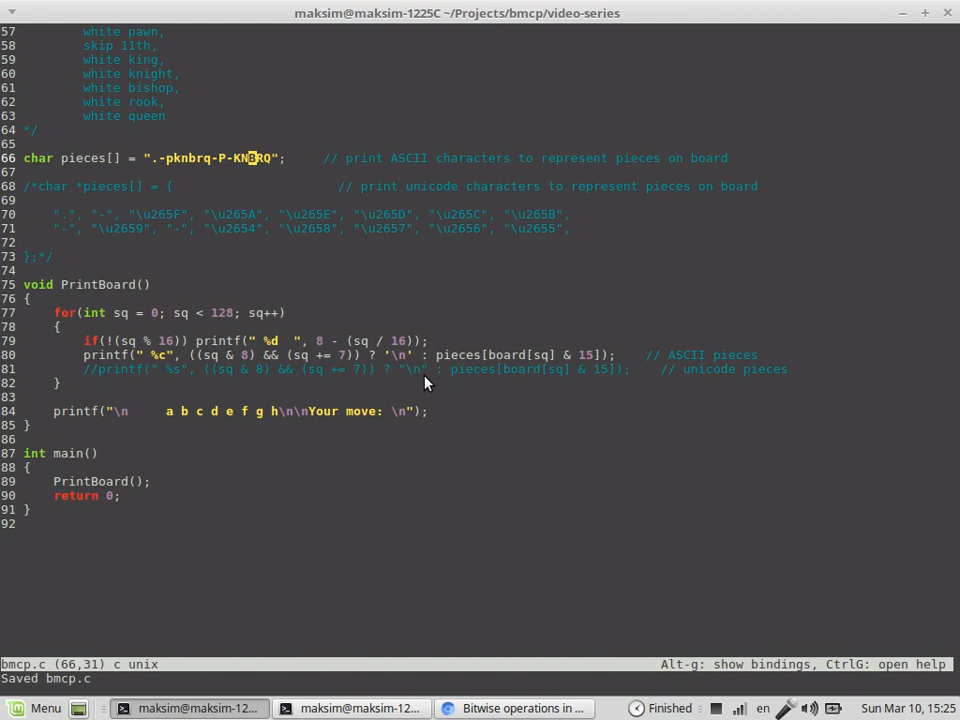 maksim@maksim-1225C ~/Projects/bmcp/video-series
57         white pawn,
58         skip 11th,
59         white king,
60         white knight,
61         white bishop,
62         white rook,
63         white queen
64 */
65
66 char pieces[] = ".-pknbrq-P-KNBRQ";     // print ASCII characters to represent pieces on board
67
68 /*char *pieces[] = {                      // print unicode characters to represent pieces on board
69
70     ".", "-", "\u265F", "\u265A", "\u265E", "\u265D", "\u265C", "\u265B",
71     "-", "\u2659", "-", "\u2654", "\u2658", "\u2657", "\u2656", "\u2655",
72
73 };*/
74
75 void PrintBoard()
76 {
77     for(int sq = 0; sq < 128; sq++)
78     {
79         if(!(sq % 16)) printf(" %d  ", 8 - (sq / 16));
80         printf(" %c", ((sq & 8) && (sq += 7)) ? '\n' : pieces[board[sq] & 15]);    // ASCII pieces
81         //printf(" %s", ((sq & 8) && (sq += 7)) ? "\n" : pieces[board[sq] & 15]);    // unicode pieces
82     }
83
84     printf("\n     a b c d e f g h\n\nYour move: \n");
85 }
86
87 int main()
88 {
89     PrintBoard();
90     return 0;
91 }
92
bmcp.c (66,31) c unix Alt-g: show bindings, CtrlG: open help
Saved bmcp.c
Menu maksim@maksim-12... maksim@maksim-12... Bitwise operations in ... Finished en Sun Mar 10, 15:25